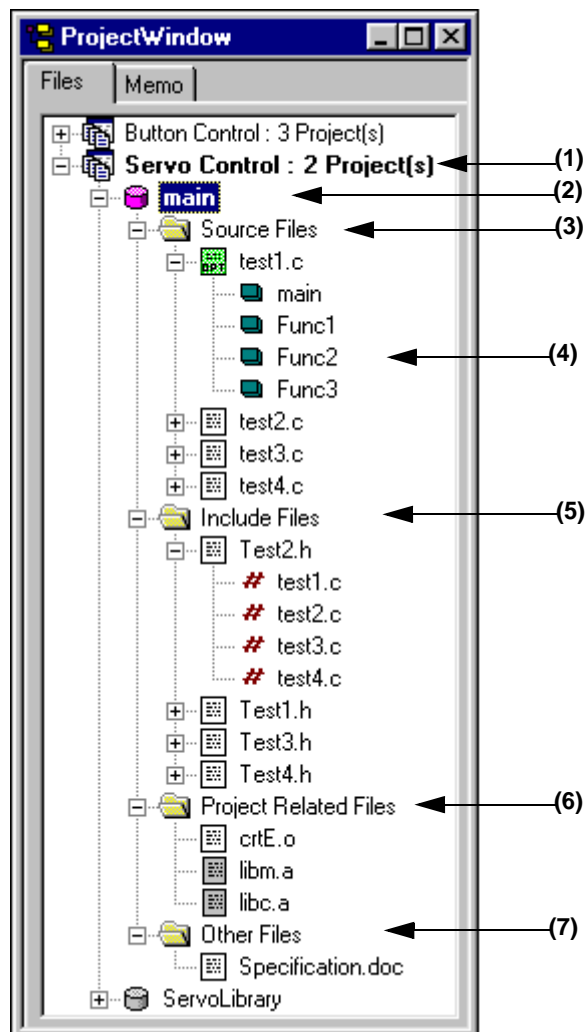 ProjectWindow
Files Memo
Button Control : 3 Project(s)
Servo Control : 2 Project(s) (1)
main (2)
Source Files (3)
test1.c
main
Func1
Func2 (4)
Func3
test2.c
test3.c
test4.c
Include Files (5)
Test2.h
# test1.c
# test2.c
# test3.c
# test4.c
Test1.h
Test3.h
Test4.h
Project Related Files (6)
crtE.o
libm.a
libc.a
Other Files (7)
Specification.doc
ServoLibrary